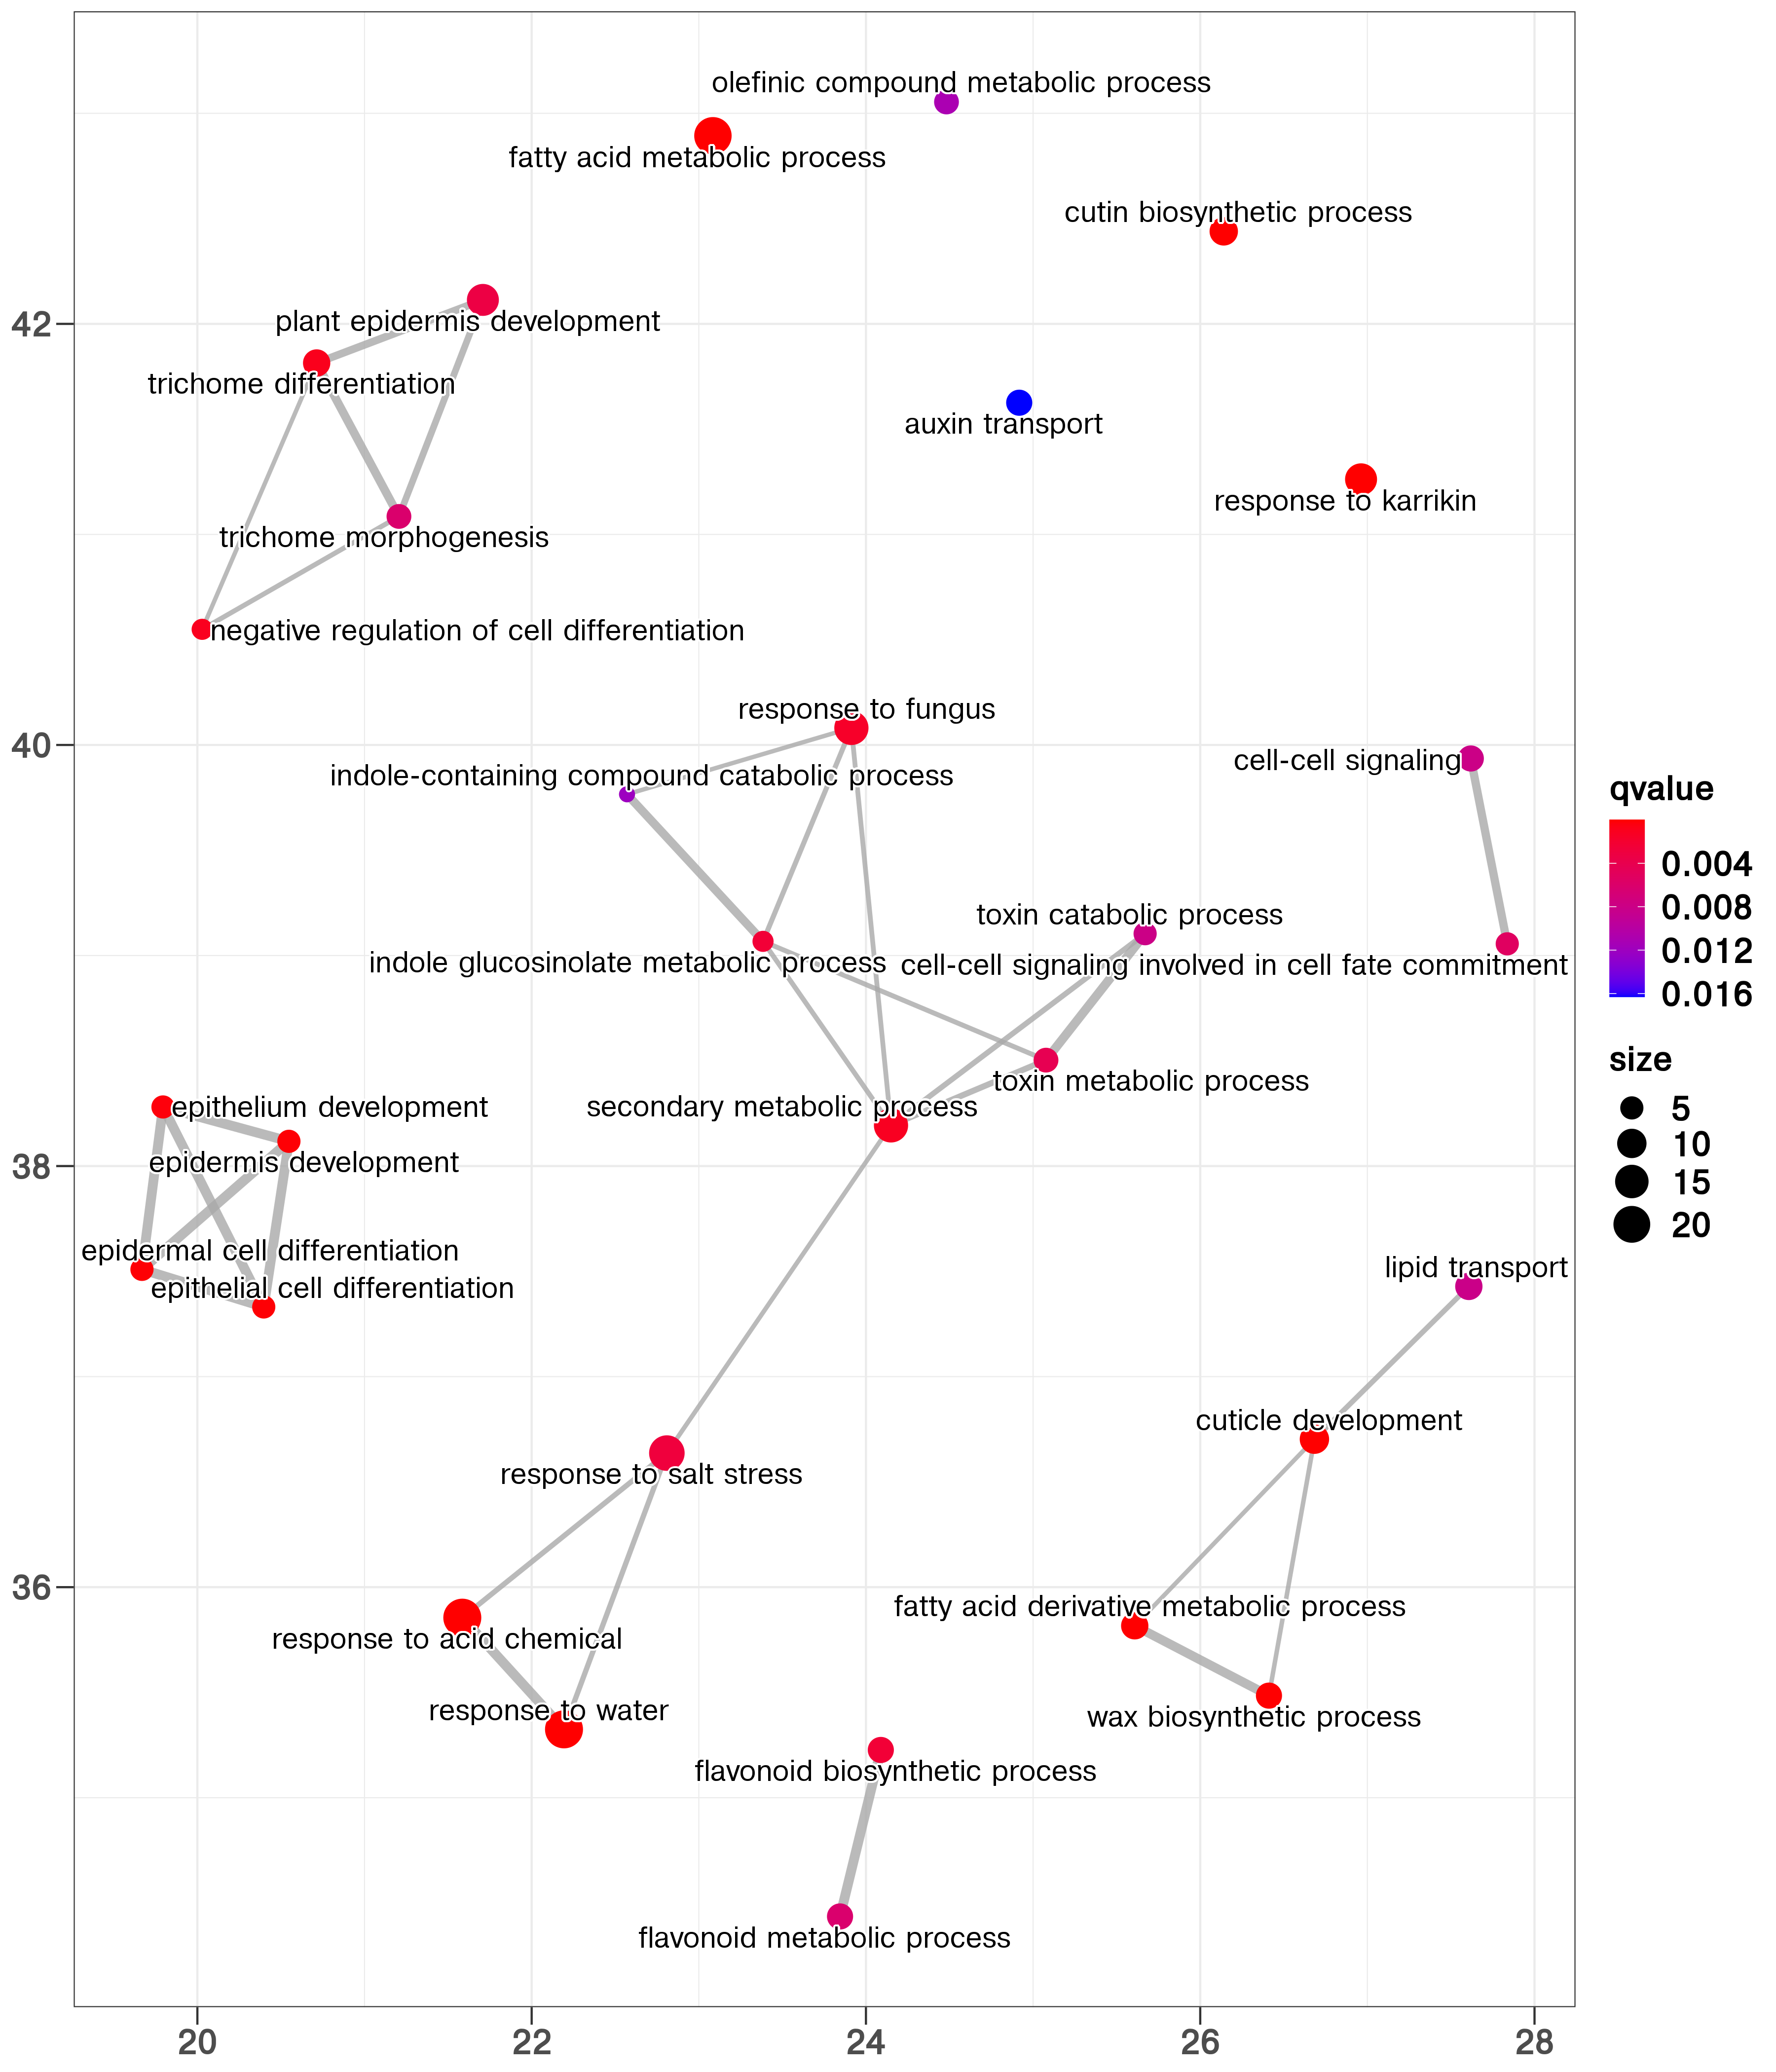 olefinic compound metabolic process
fatty acid metabolic process
cutin biosynthetic process
plant epidermis development
42
trichome differentiation
auxin transport
response to karrikin
trichome morphogenesis
negative regulation of cell differentiation
response to fungus
40
cell-cell signaling
indole-containing compound catabolic process
qvalue
0.004
0.008
0.012
0.016
toxin catabolic process
indole glucosinolate metabolic process
cell-cell signaling involved in cell fate commitment
size
5
10
15
20
toxin metabolic process
secondary metabolic process
epithelium development
epidermis development
38
epidermal cell differentiation
epithelial cell differentiation
lipid transport
cuticle development
response to salt stress
36
fatty acid derivative metabolic process
response to acid chemical
response to water
wax biosynthetic process
flavonoid biosynthetic process
flavonoid metabolic process
20 22 24 26 28